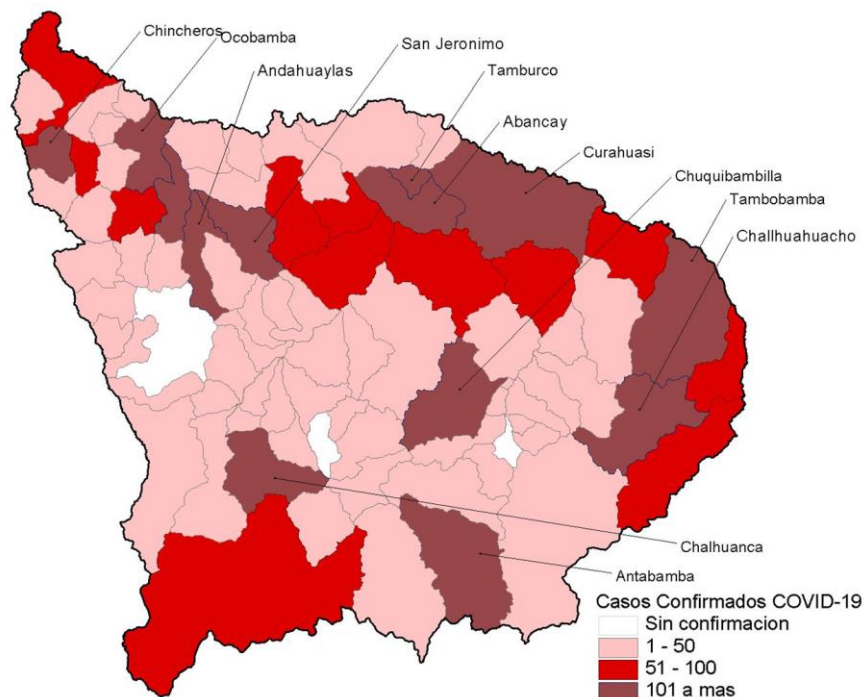 Chincheros
Ocobamba
San Jeronimo
Andahuaylas
Tamburco
Abancay
Curahuasi
Chuquibambilla
Tambobamba
Challhuahuacho
Chalhuanca
Antabamba
Casos Confirmados COVID-19
Sin confirmacion
1 - 50
51 - 100
101 a mas